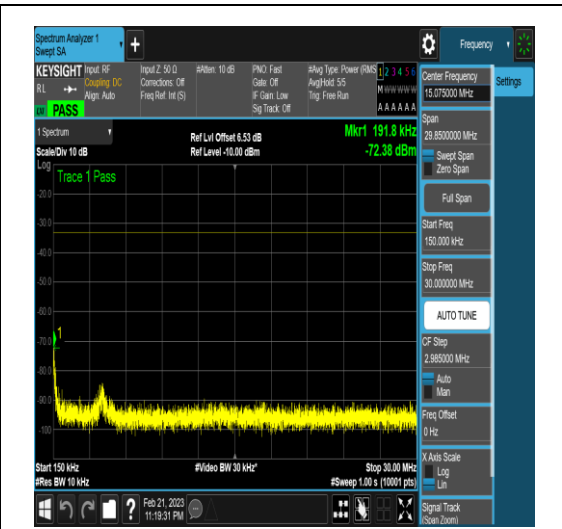 Spectrum Analyzer 1
Swept SA
+
Frequency
KEYSIGHT
RL
PASS
Input: RF
Coupling: DC
Align: Auto
Input Z: 50 Ω
Corrections: Off
Freq Ref: Int (S)
#Atten: 10 dB
PNO: Fast
Gate: Off
IF Gain: Low
Sig Track: Off
#Avg Type: Power (RMS
Avg|Hold: 5/5
Trig: Free Run
1 2 3 4 5 6
M W W W W W
A A A A A A
Center Frequency
15.075000 MHz
Settings
Span
29.8500000 MHz
Swept Span
Zero Span
Full Span
Start Freq
150.000 kHz
Stop Freq
30.000000 MHz
AUTO TUNE
CF Step
2.985000 MHz
Auto
Man
Freq Offset
0 Hz
X Axis Scale
Log
Lin
Signal Track
(Span Zoom)
1 Spectrum
Scale/Div 10 dB
Ref Lvl Offset 6.53 dB
Ref Level -10.00 dBm
Mkr1 191.8 kHz
-72.38 dBm
Log
Trace 1 Pass
-20.0
-30.0
-40.0
-50.0
-60.0
-70.0
-80.0
-90.0
-100
1
Start 150 kHz
#Res BW 10 kHz
#Video BW 30 kHz*
Stop 30.00 MHz
#Sweep 1.00 s (10001 pts)
?
Feb 21, 2023
11:19:31 PM